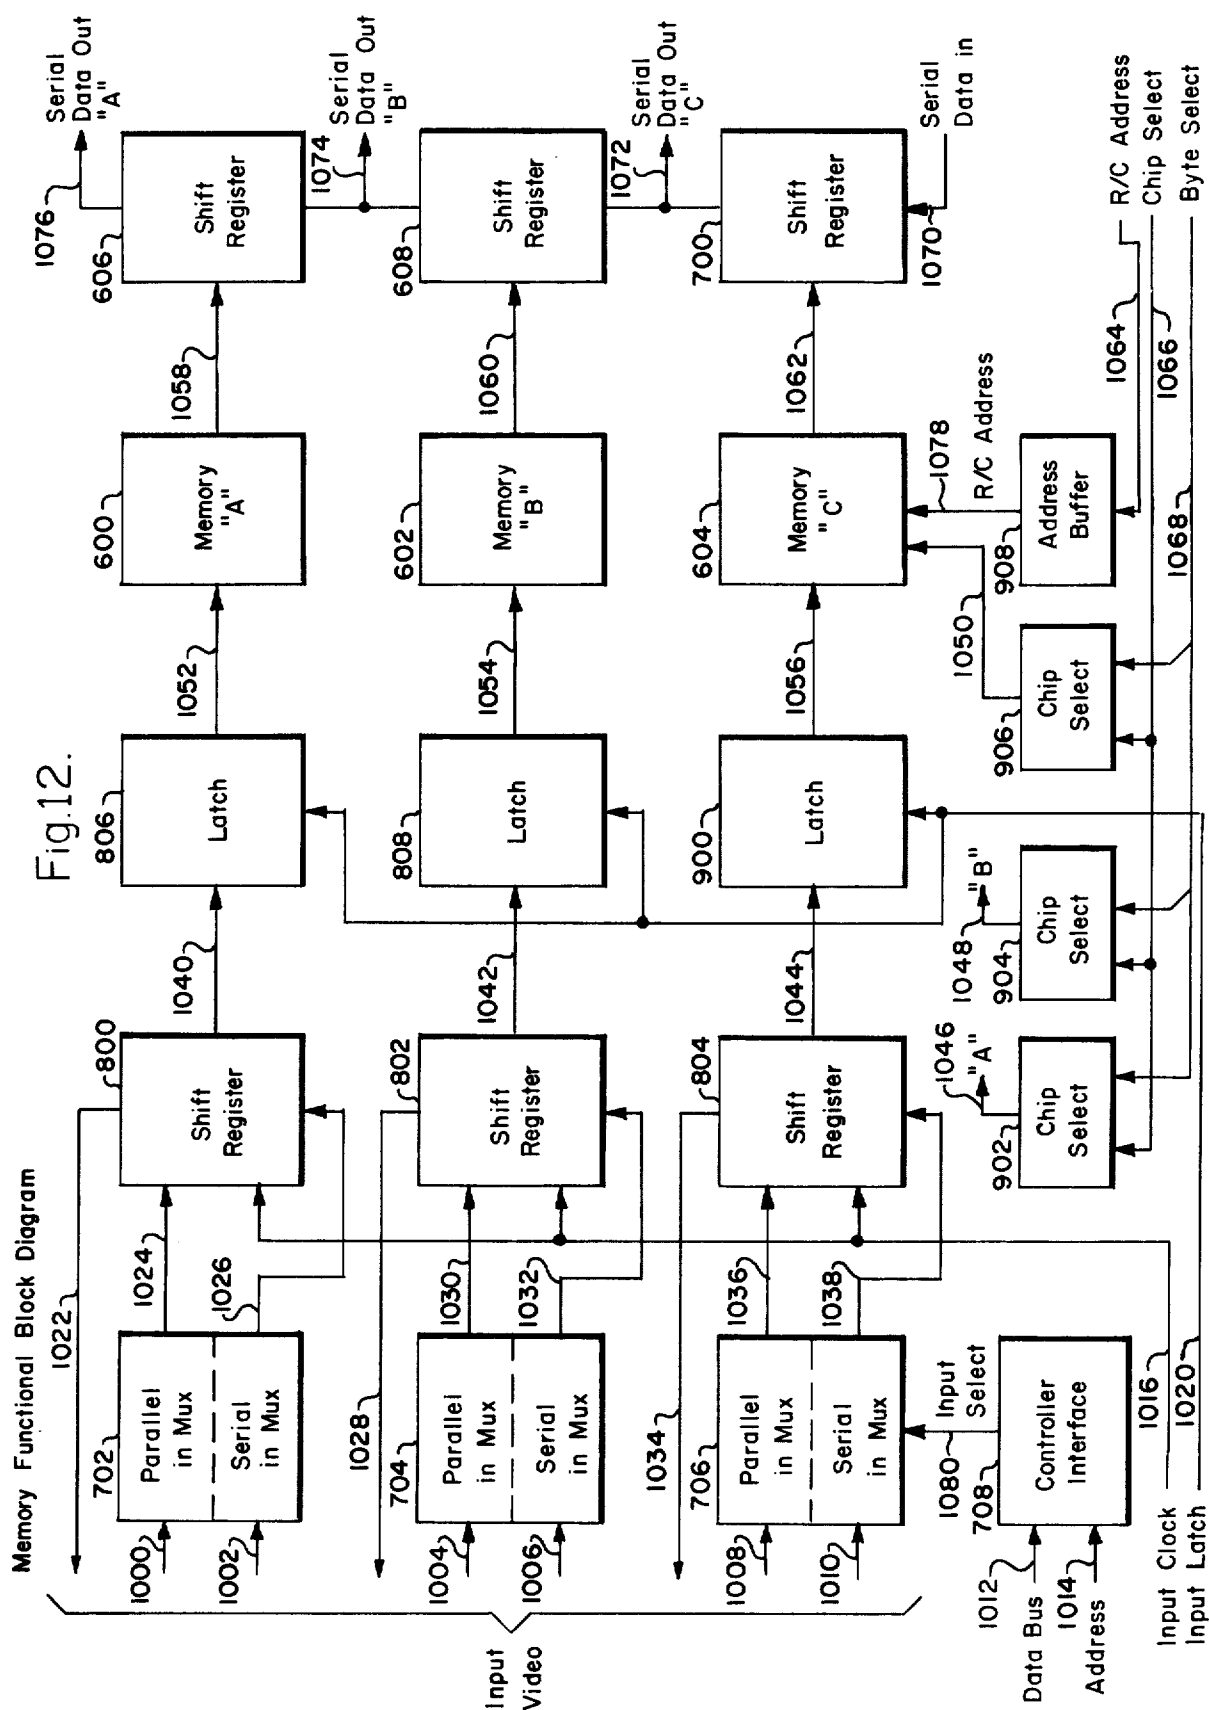 Memory Functional Block Diagram
Fig.12.
Input
Video
1000
1002
702
Parallel
in Mux
Serial
in Mux
1022
1024
1026
800
Shift
Register
1040
806
Latch
1052
600
Memory
"A"
1058
606
Shift
Register
1076
Serial
Data Out
"A"
1004
1006
704
Parallel
in Mux
Serial
in Mux
1028
1030
1032
802
Shift
Register
1042
808
Latch
1054
602
Memory
"B"
1060
608
Shift
Register
1074
Serial
Data Out
"B"
1008
1010
706
Parallel
in Mux
Serial
in Mux
1034
1036
1038
804
Shift
Register
1044
900
Latch
1056
604
Memory
"C"
1062
700
Shift
Register
1072
Serial
Data Out
"C"
1070
Serial
Data in
1080
Input
Select
1012
Data Bus
1014
Address
708
Controller
Interface
902
Chip
Select
1046
"A"
904
Chip
Select
1048
"B"
906
Chip
Select
1050
908
Address
Buffer
1078
R/C Address
1064
R/C Address
1066
Chip Select
1068
Byte Select
Input Clock
1016
Input Latch
1020